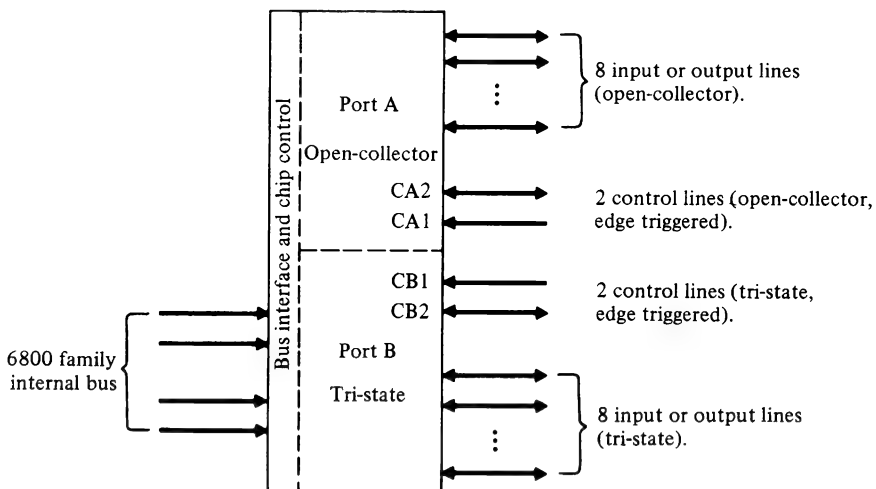 8 input or output lines
(open-collector).
Port A
Open-collector
CA2
CA1
2 control lines (open-collector,
edge triggered).
Bus interface and chip control
CB1
CB2
2 control lines (tri-state,
edge triggered).
6800 family
internal bus
Port B
Tri-state
8 input or output lines
(tri-state).